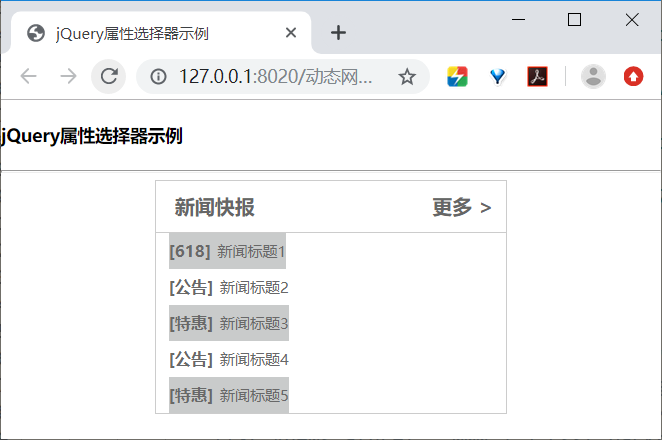 jQuery属性选择器示例
127.0.0.1:8020/动态网...
jQuery属性选择器示例
新闻快报 更多 >
[618] 新闻标题1
[公告] 新闻标题2
[特惠] 新闻标题3
[公告] 新闻标题4
[特惠] 新闻标题5